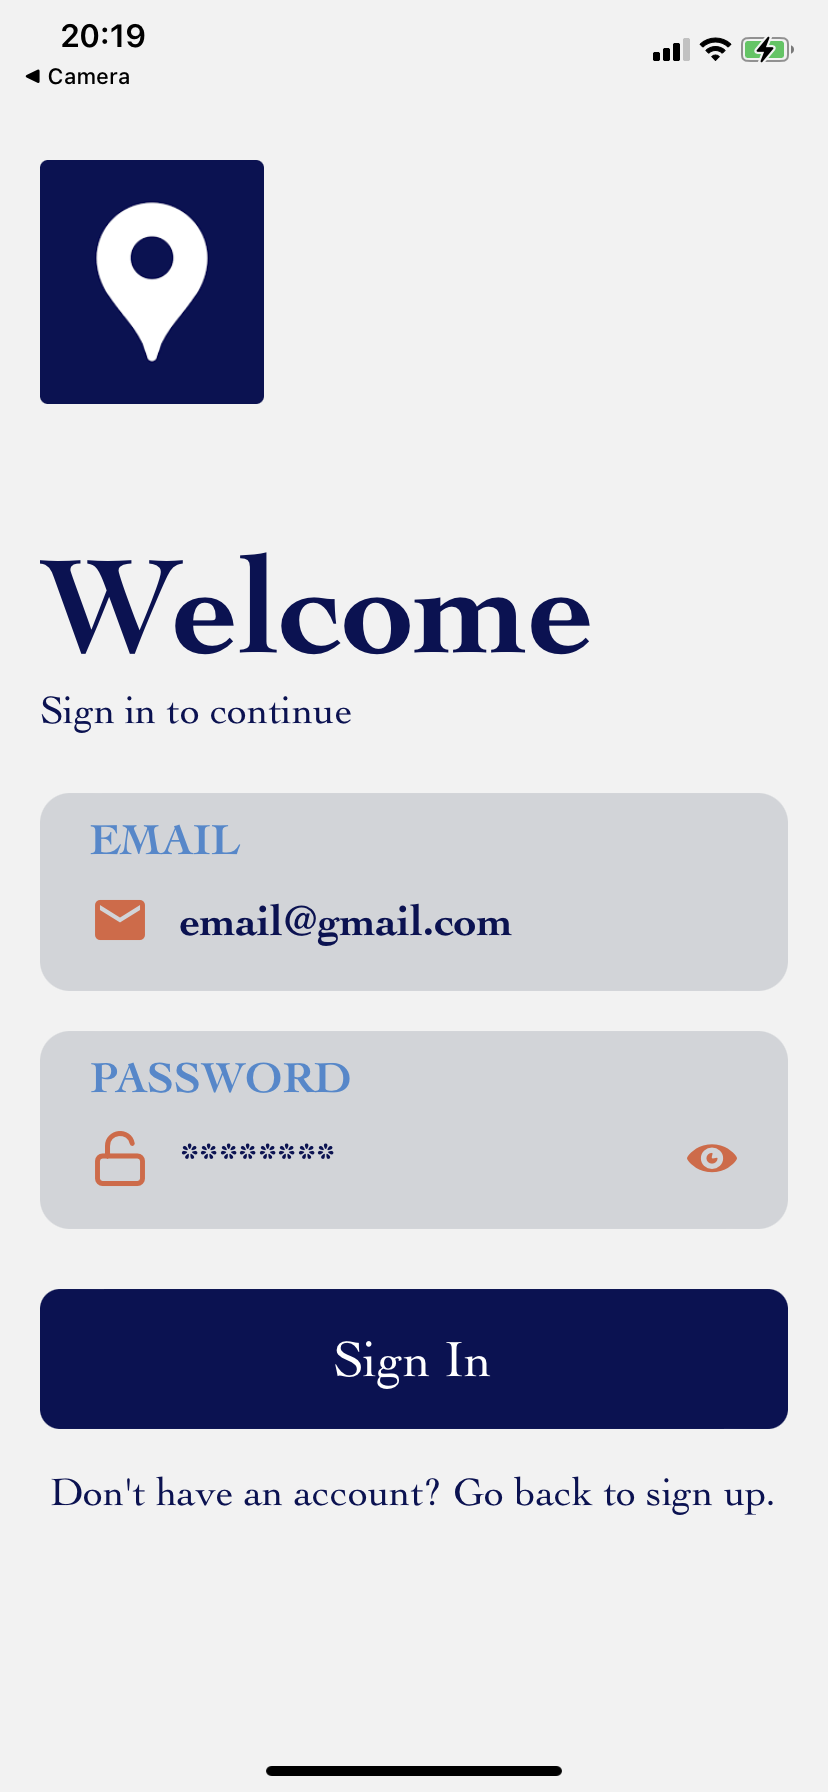 20:19
◀ Camera
Welcome
Sign in to continue
EMAIL
email@gmail.com
PASSWORD
********
Sign In
Don't have an account? Go back to sign up.